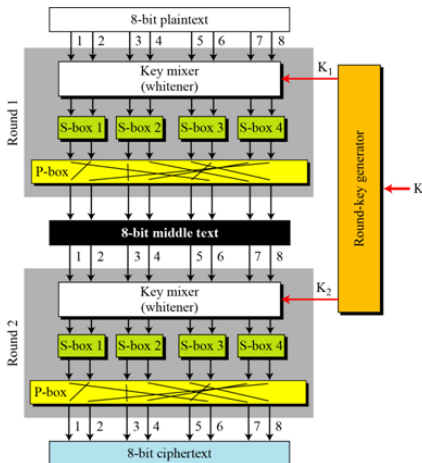 8-bit plaintext
1 2 3 4 5 6 7 8
Round 1
Key mixer
(whitener)
K1
S-box 1 S-box 2 S-box 3 S-box 4
P-box
Round-key generator
K
8-bit middle text
1 2 3 4 5 6 7 8
Round 2
Key mixer
(whitener)
K2
S-box 1 S-box 2 S-box 3 S-box 4
P-box
1 2 3 4 5 6 7 8
8-bit ciphertext